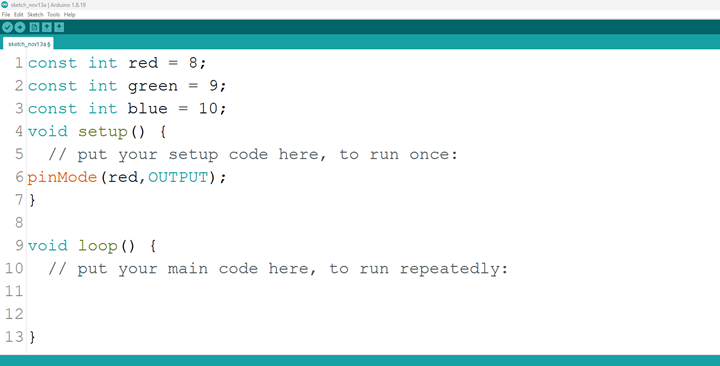 sketch_nov13a | Arduino 1.8.19
File Edit Sketch Tools Help
sketch_nov13a §
1 const int red = 8;
2 const int green = 9;
3 const int blue = 10;
4 void setup() {
5   // put your setup code here, to run once:
6 pinMode(red,OUTPUT);
7 }
8
9 void loop() {
10   // put your main code here, to run repeatedly:
11
12
13 }